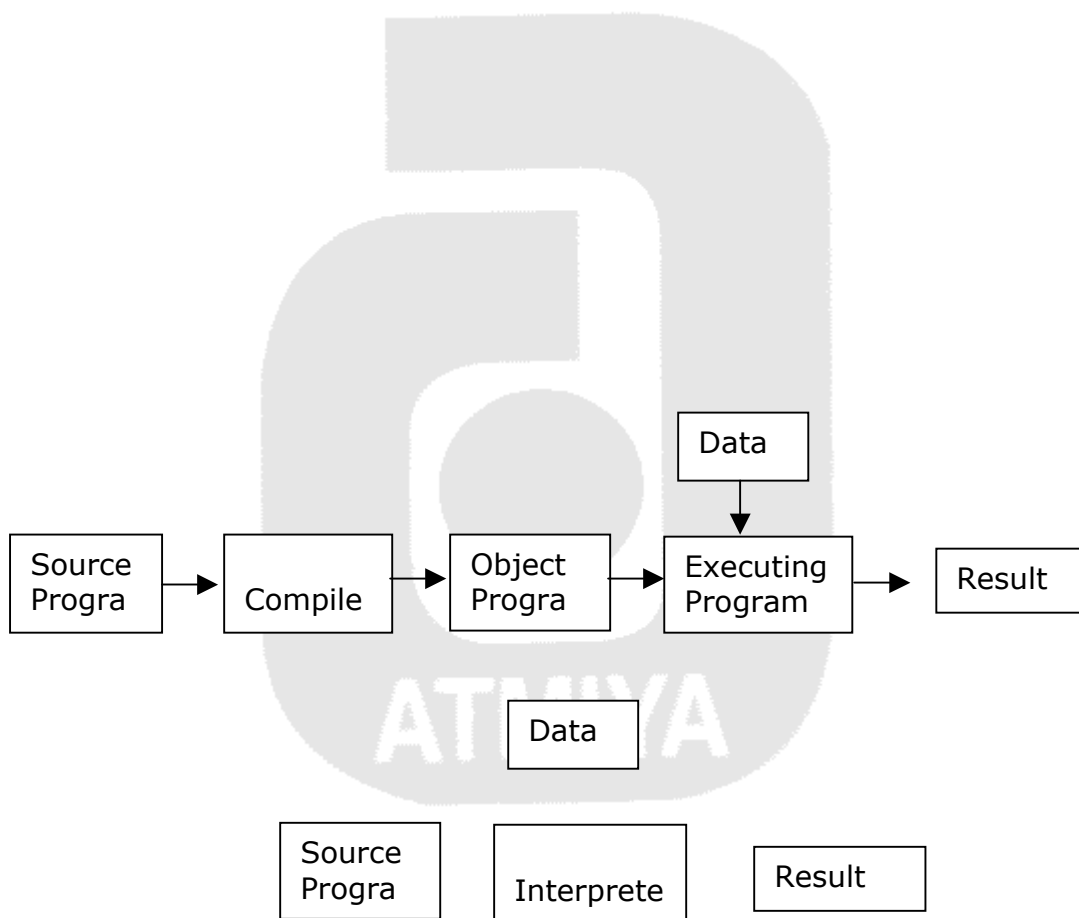 Data
Source
Progra
Compile
Object
Progra
Executing
Program
Result
ATMIYA
Data
Source
Progra
Interprete
Result